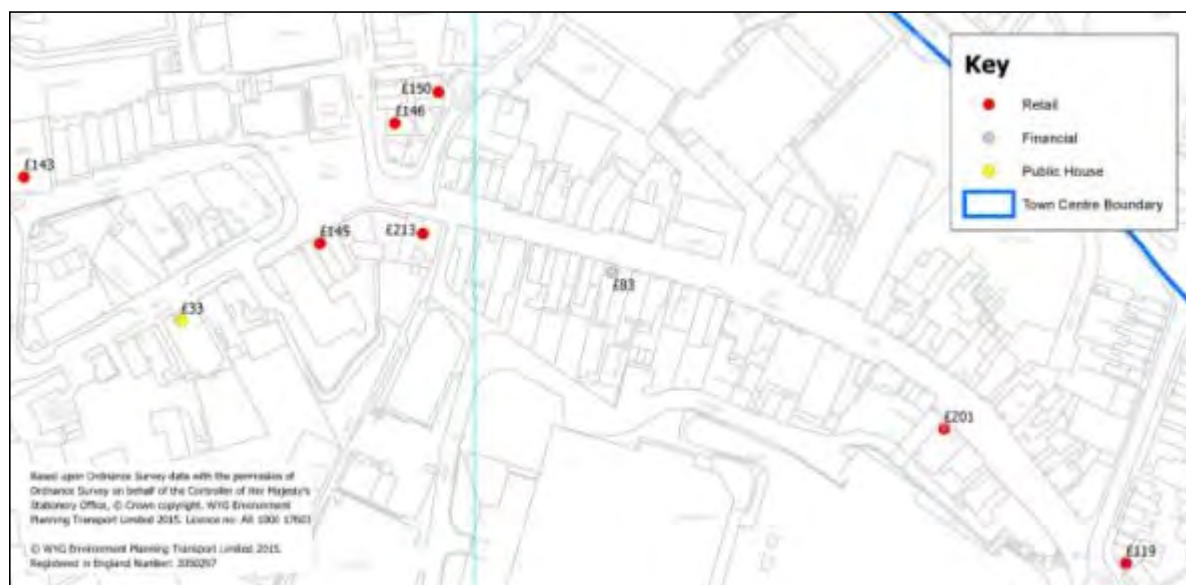 £190
£146
£143
£145
£213
£83
£33
£201
£119
Key
Retail
Financial
Public House
Town Centre Boundary
Based upon Ordnance Survey data with the permission of
Ordnance Survey on behalf of the Controller of Her Majesty's
Stationery Office, © Crown copyright. WYG Environment
Planning Transport Limited 2015. Licence no: AR 1000 17603
© WYG Environment Planning Transport Limited 2015.
Registered in England Number: 3050297